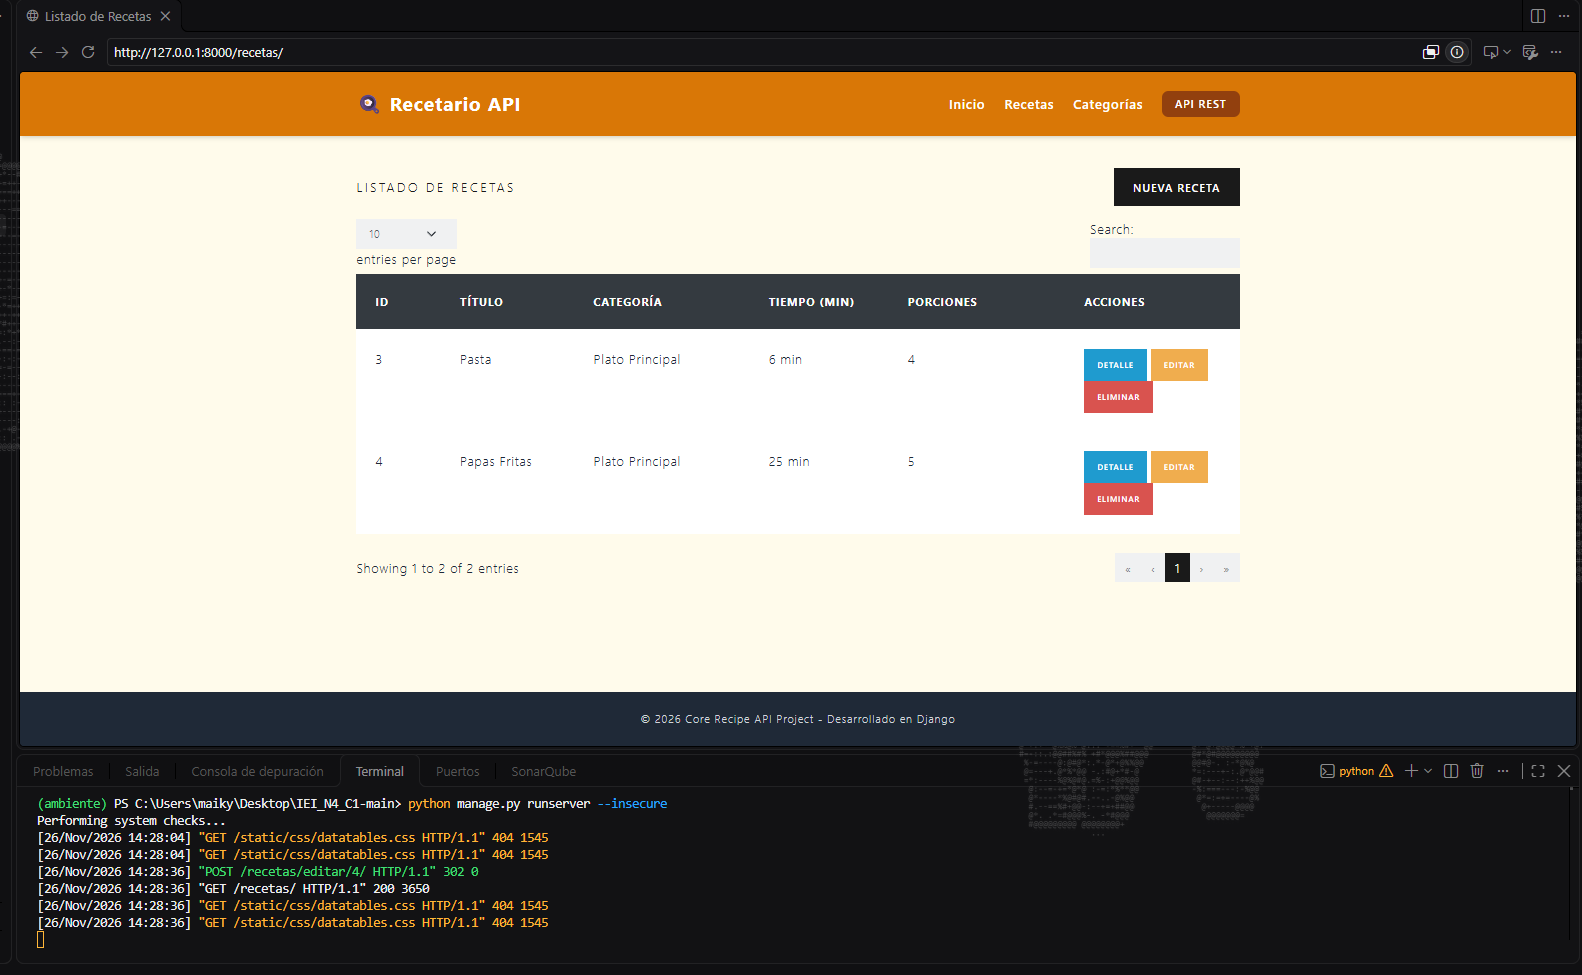 Listado de Recetas
http://127.0.0.1:8000/recetas/
Recetario API
Inicio Recetas Categorías API REST
LISTADO DE RECETAS
NUEVA RECETA
10
entries per page
Search:
ID TÍTULO CATEGORÍA TIEMPO (MIN) PORCIONES ACCIONES
3 Pasta Plato Principal 6 min 4
DETALLE EDITAR
ELIMINAR
4 Papas Fritas Plato Principal 25 min 5
DETALLE EDITAR
ELIMINAR
Showing 1 to 2 of 2 entries
« ‹ 1 › »
© 2026 Core Recipe API Project - Desarrollado en Django
Problemas Salida Consola de depuración Terminal Puertos SonarQube
python
(ambiente) PS C:\Users\maiky\Desktop\IEI_N4_C1-main> python manage.py runserver --insecure
Performing system checks...
[26/Nov/2026 14:28:04] "GET /static/css/datatables.css HTTP/1.1" 404 1545
[26/Nov/2026 14:28:04] "GET /static/css/datatables.css HTTP/1.1" 404 1545
[26/Nov/2026 14:28:36] "POST /recetas/editar/4/ HTTP/1.1" 302 0
[26/Nov/2026 14:28:36] "GET /recetas/ HTTP/1.1" 200 3650
[26/Nov/2026 14:28:36] "GET /static/css/datatables.css HTTP/1.1" 404 1545
[26/Nov/2026 14:28:36] "GET /static/css/datatables.css HTTP/1.1" 404 1545